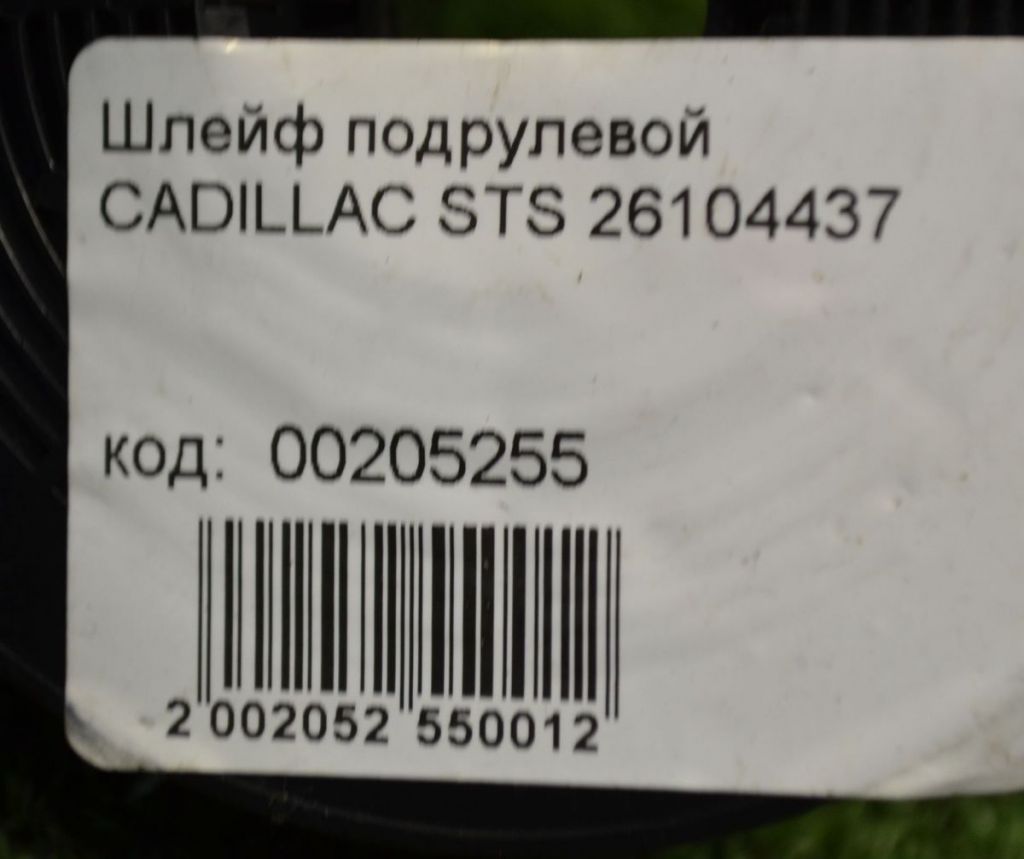 Шлейф подрулевой
CADILLAC STS 26104437
код: 00205255
2 002052 550012